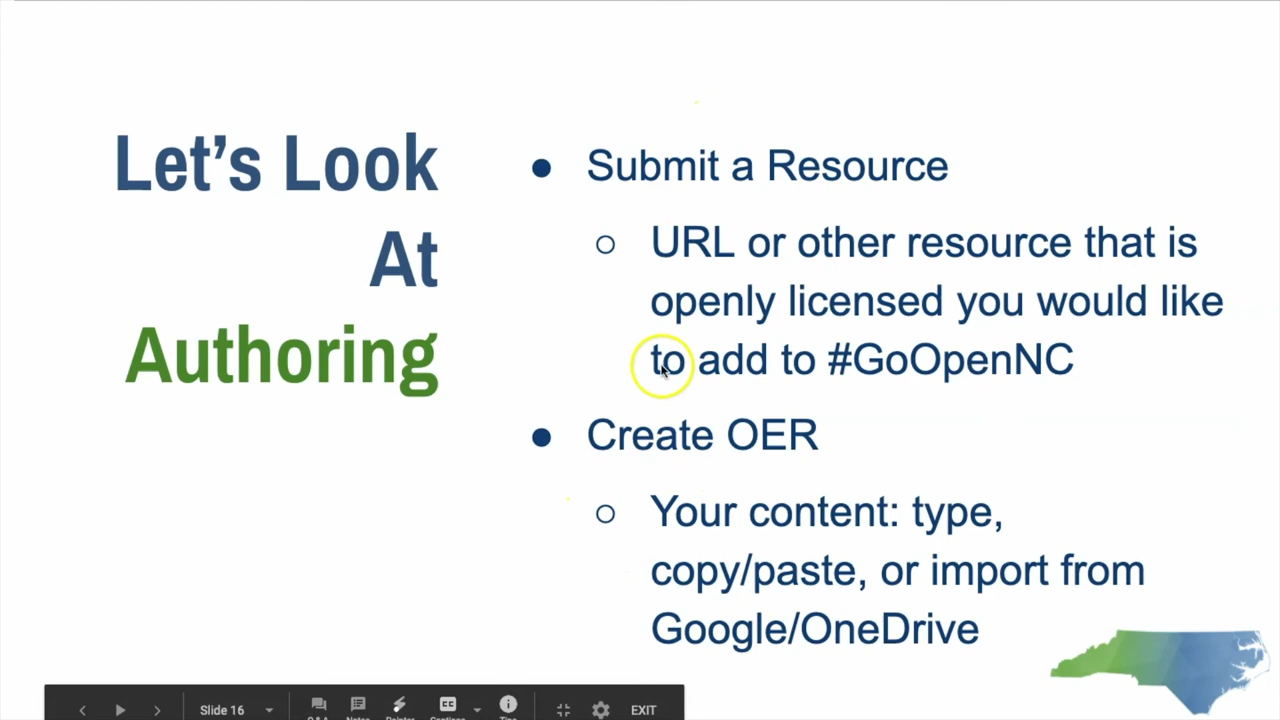 Let's Look
At
Authoring
● Submit a Resource
○ URL or other resource that is
openly licensed you would like
to add to #GoOpenNC
● Create OER
○ Your content: type,
copy/paste, or import from
Google/OneDrive
Slide 16
CC
EXIT